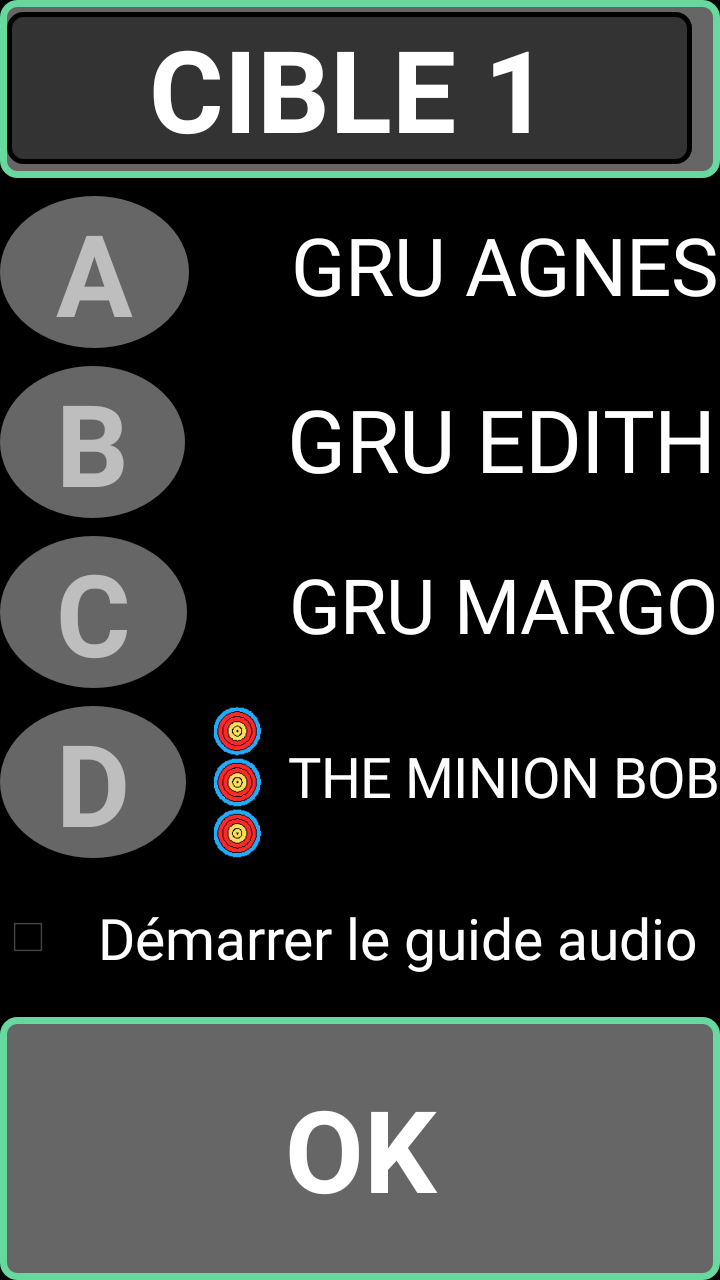 CIBLE 1
A GRU AGNES
B GRU EDITH
C GRU MARGO
D THE MINION BOB
Démarrer le guide audio
OK